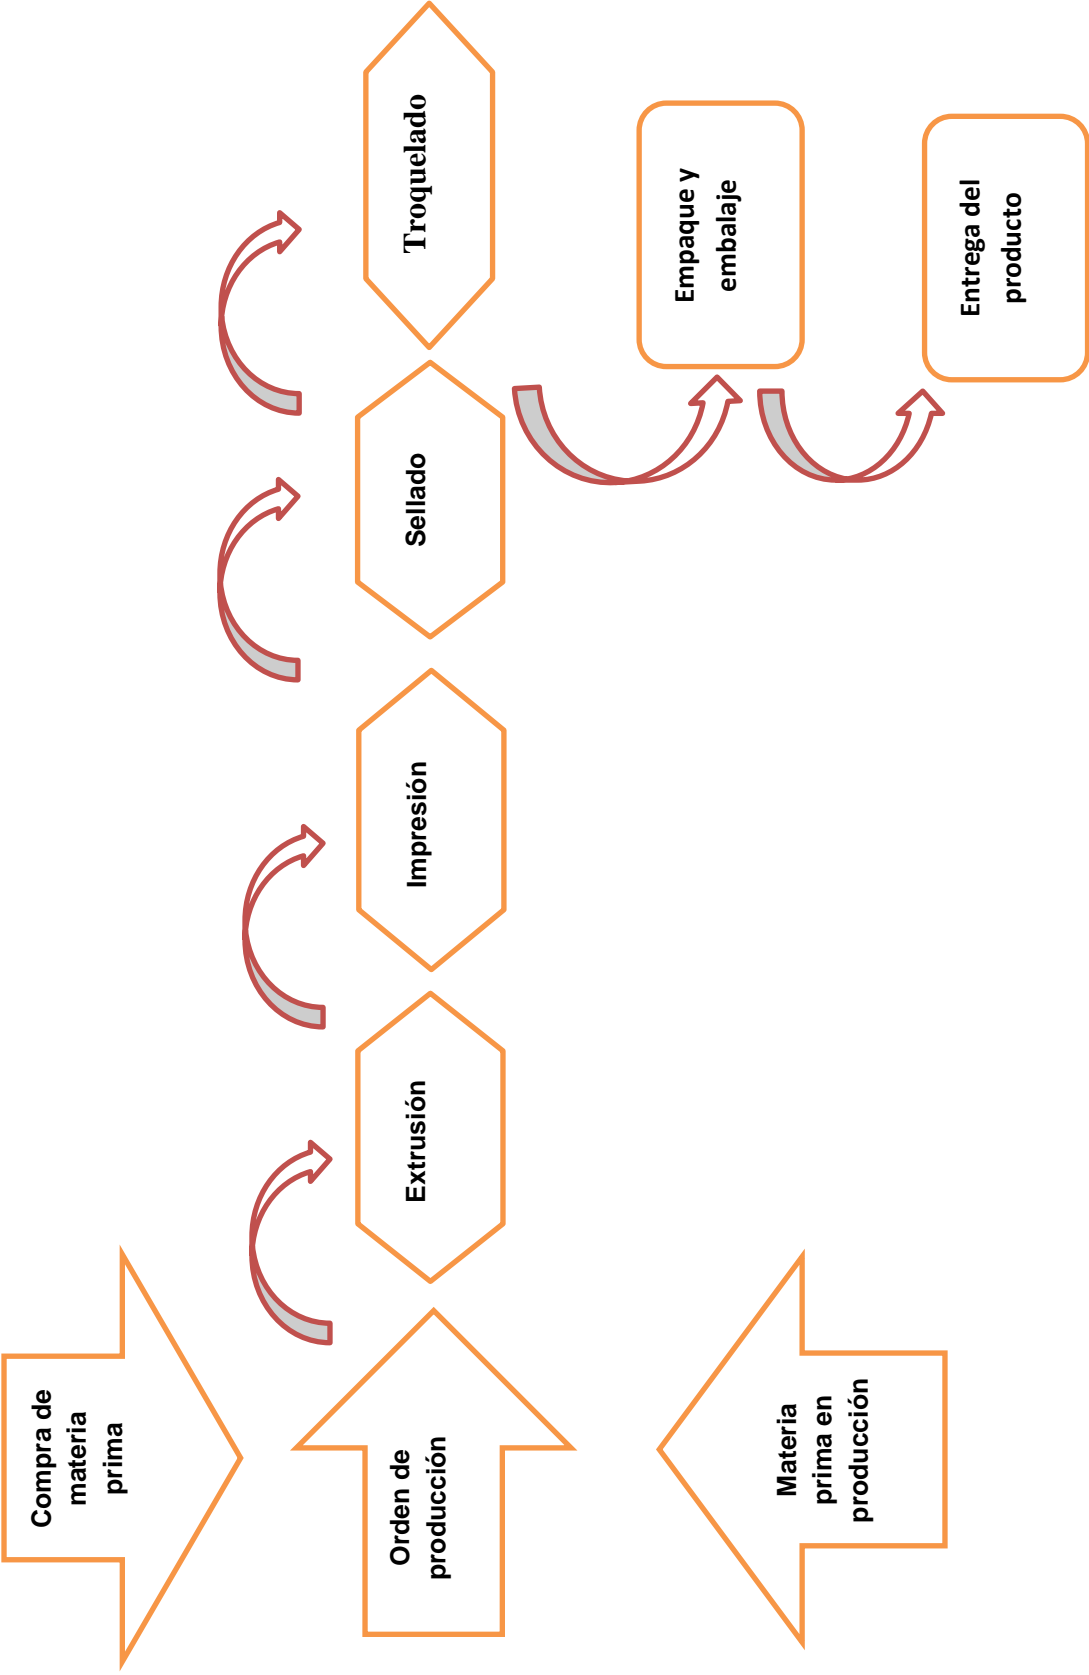 Compra de
materia
prima
Orden de
producción
Materia
prima en
producción
Extrusión
Impresión
Sellado
Troquelado
Empaque y
embalaje
Entrega del
producto